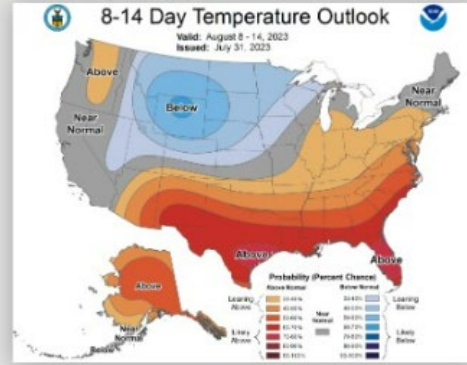 8-14 Day Temperature Outlook
Valid: August 8 - 14, 2023
Issued: July 31, 2023
Above
Below
Near
Normal
Near
Normal
Above
Above
Above
Near
Normal
Below
Probability (Percent Chance)
Above Normal
Below Normal
Leaning
Above
Likely
Above
Near
Normal
Leaning
Below
Likely
Below